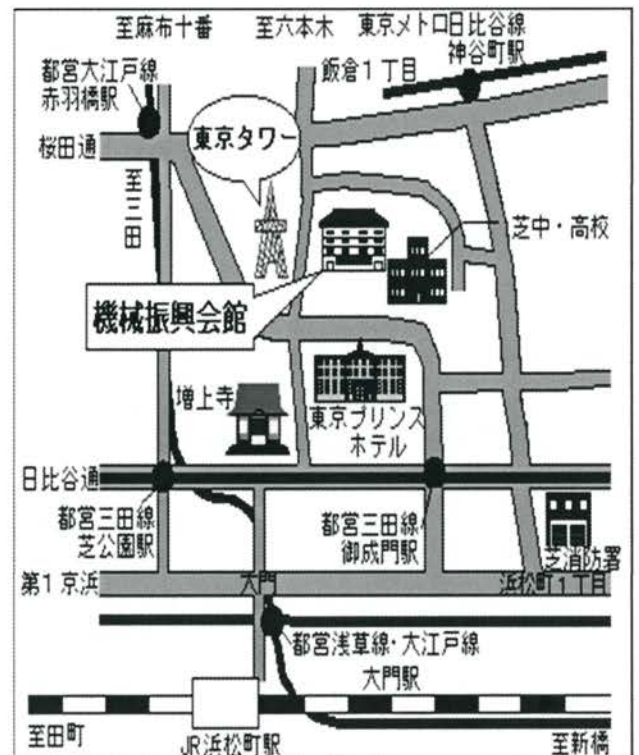 至麻布十番
至六本木
東京メトロ日比谷線
神谷町駅
都営大江戸線
赤羽橋駅
飯倉1丁目
桜田通
東京タワー
至三田
芝中・高校
機械振興会館
増上寺
東京プリンス
ホテル
日比谷通
都営三田線
芝公園駅
都営三田線
御成門駅
芝消防署
第1京浜
大門
浜松町1丁目
都営浅草線・大江戸線
大門駅
至田町
JR浜松町駅
至新橋